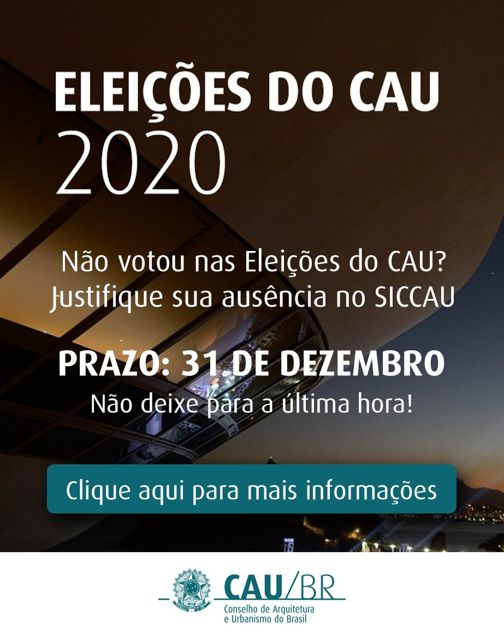 ELEIÇÕES DO CAU
2020
Não votou nas Eleições do CAU?
Justifique sua ausência no SICCAU
PRAZO: 31 DE DEZEMBRO
Não deixe para a última hora!
Clique aqui para mais informações
CAU/BR
Conselho de Arquitetura
e Urbanismo do Brasil